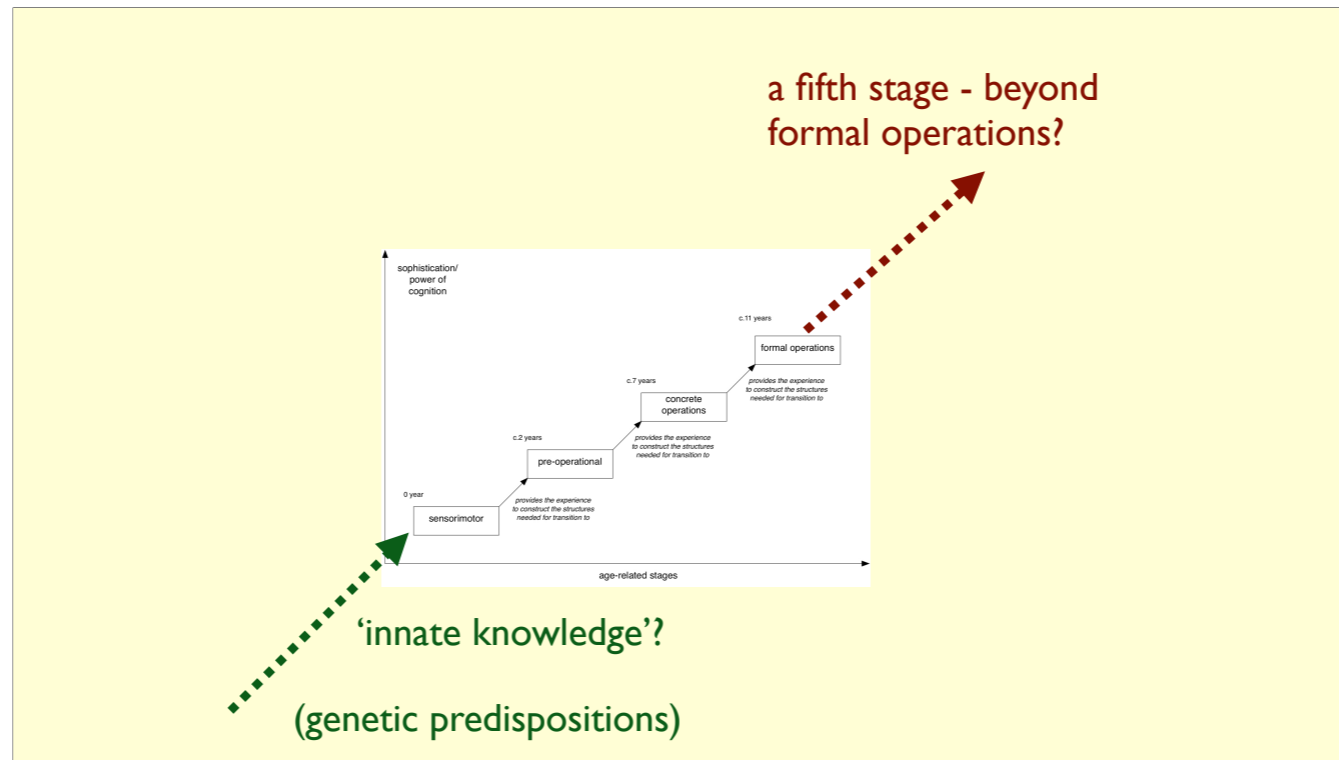 a fifth stage - beyond
formal operations?
sophistication/
power of
cognition
c.11 years
formal operations
provides the experience
to construct the structures
needed for transition to
c.7 years
concrete
operations
provides the experience
to construct the structures
needed for transition to
c.2 years
pre-operational
provides the experience
to construct the structures
needed for transition to
0 year
sensorimotor
age-related stages
‘innate knowledge’?
(genetic predispositions)